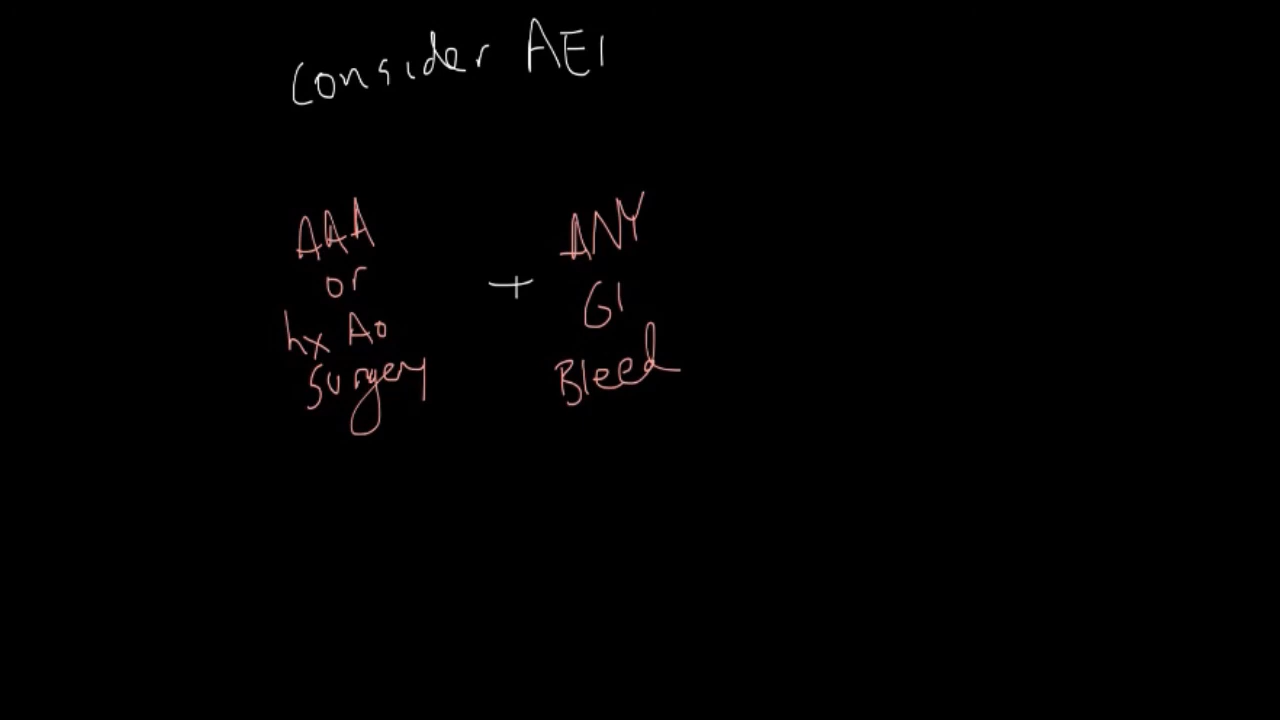 Consider AEI
AAA
or
hx Ao
Surgery
+
ANY
GI
Bleed